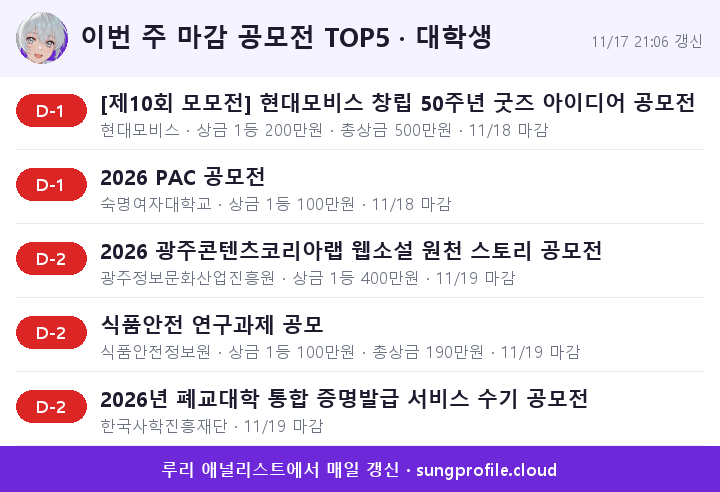 이번 주 마감 공모전 TOP5 · 대학생
11/17 21:06 갱신
D-1
[제10회 모모전] 현대모비스 창립 50주년 굿즈 아이디어 공모전
현대모비스 · 상금 1등 200만원 · 총상금 500만원 · 11/18 마감
D-1
2026 PAC 공모전
숙명여자대학교 · 상금 1등 100만원 · 11/18 마감
D-2
2026 광주콘텐츠코리아랩 웹소설 원천 스토리 공모전
광주정보문화산업진흥원 · 상금 1등 400만원 · 11/19 마감
D-2
식품안전 연구과제 공모
식품안전정보원 · 상금 1등 100만원 · 총상금 190만원 · 11/19 마감
D-2
2026년 폐교대학 통합 증명발급 서비스 수기 공모전
한국사학진흥재단 · 11/19 마감
루리 애널리스트에서 매일 갱신 · sungprofile.cloud